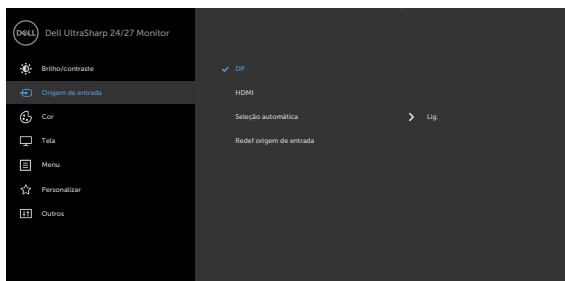 DELL Dell UltraSharp 24/27 Monitor
Brilho/contraste
Origem de entrada
Cor
Tela
Menu
Personalizar
Outros
DP
HDMI
Seleção automática Lig.
Redef origem de entrada